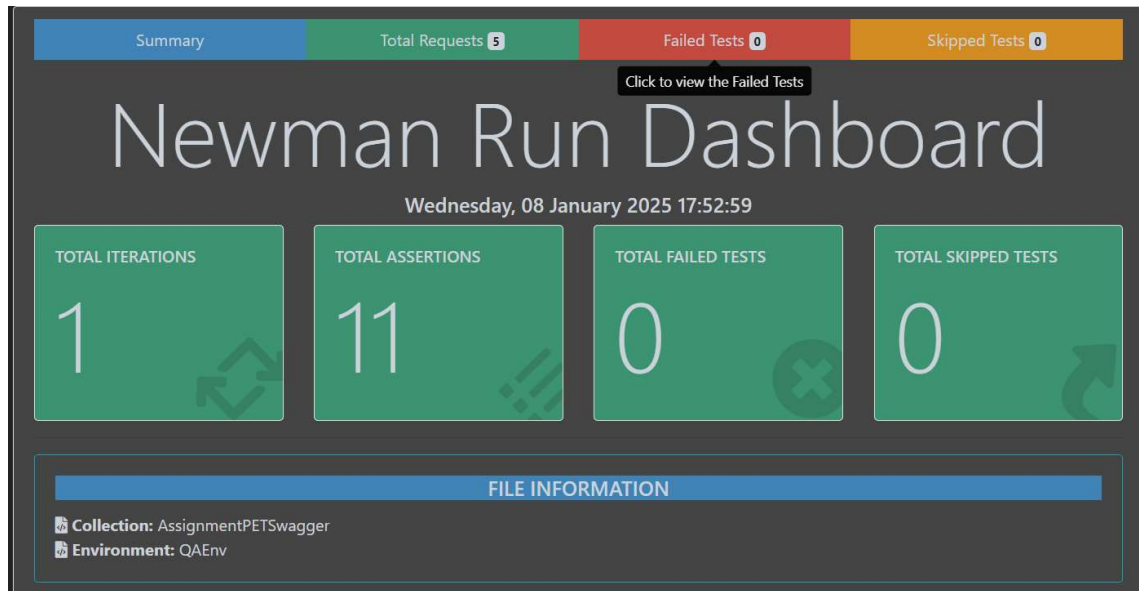 Summary
Total Requests 5
Failed Tests 0
Skipped Tests 0
Click to view the Failed Tests
Newman Run Dashboard
Wednesday, 08 January 2025 17:52:59
TOTAL ITERATIONS
1
TOTAL ASSERTIONS
11
TOTAL FAILED TESTS
0
TOTAL SKIPPED TESTS
0
FILE INFORMATION
Collection: AssignmentPETSwagger
Environment: QAEnv